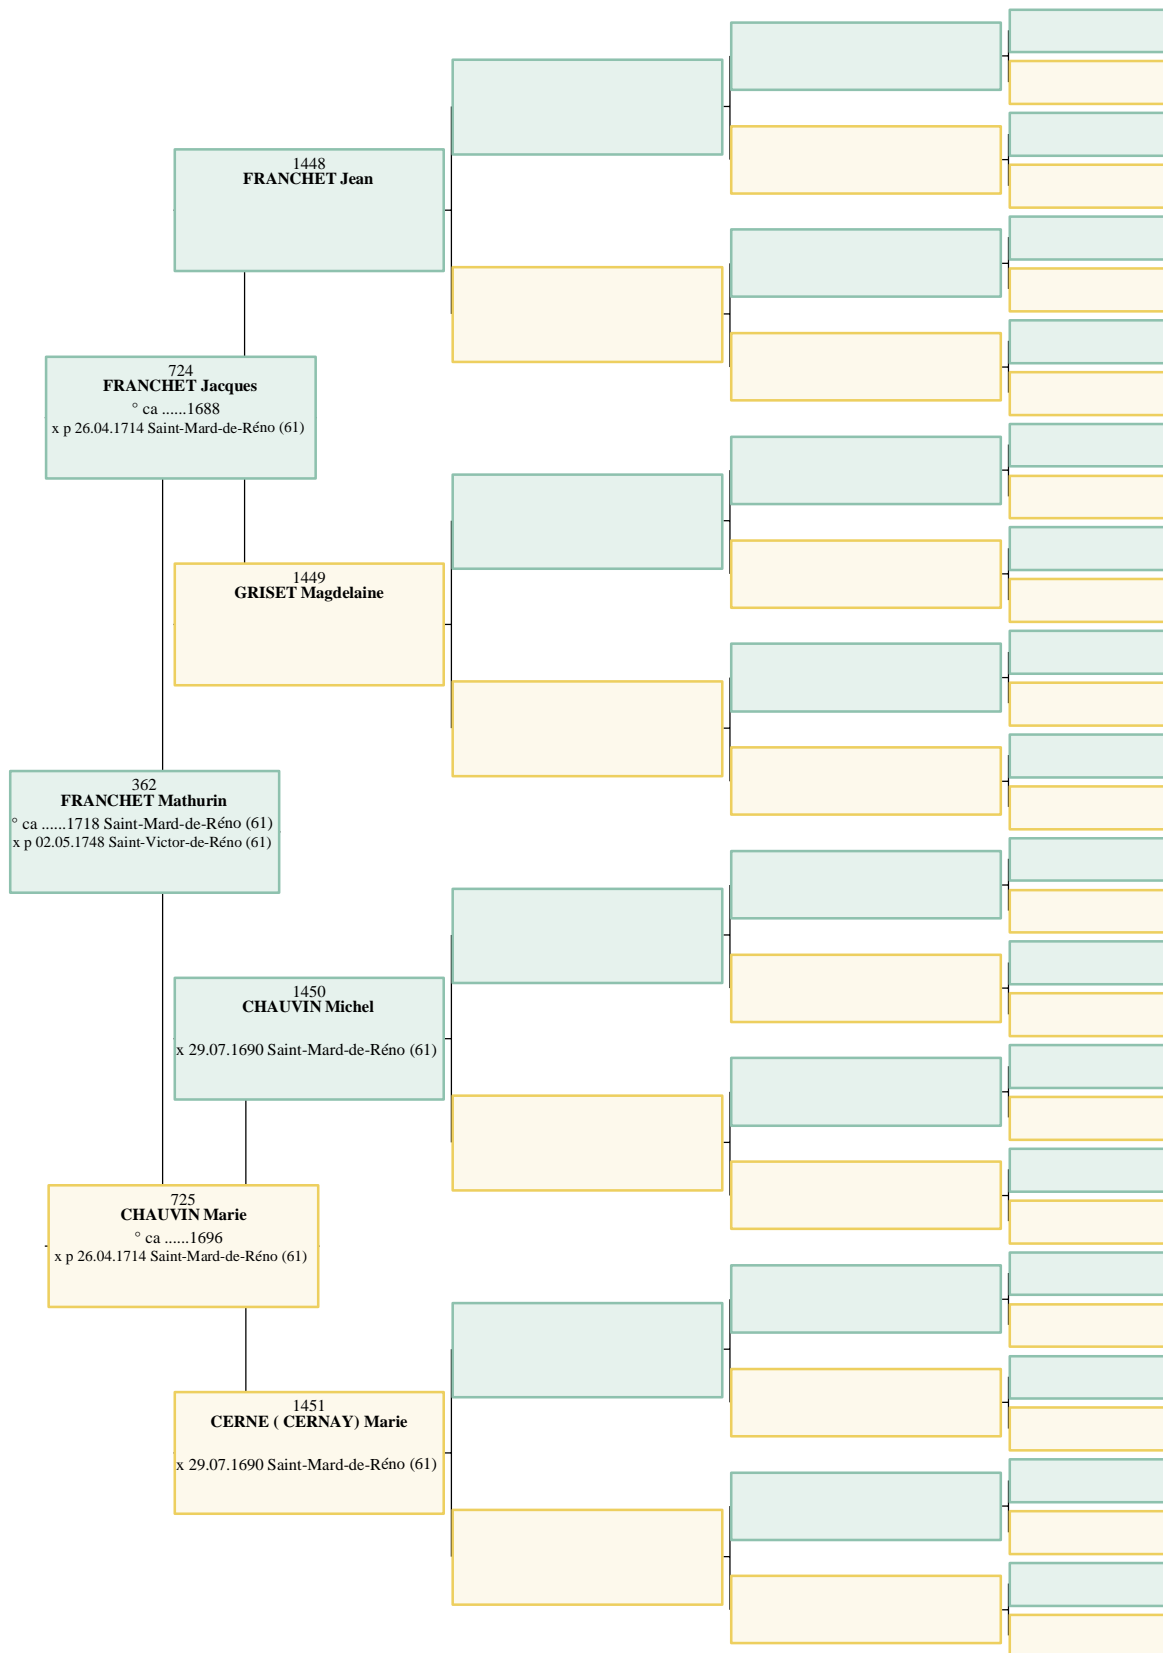 1448
FRANCHET Jean
724
FRANCHET Jacques
° ca ......1688
x p 26.04.1714 Saint-Mard-de-Réno (61)
1449
GRISET Magdelaine
362
FRANCHET Mathurin
° ca ......1718 Saint-Mard-de-Réno (61)
x p 02.05.1748 Saint-Victor-de-Réno (61)
1450
CHAUVIN Michel
x 29.07.1690 Saint-Mard-de-Réno (61)
725
CHAUVIN Marie
° ca ......1696
x p 26.04.1714 Saint-Mard-de-Réno (61)
1451
CERNE ( CERNAY) Marie
x 29.07.1690 Saint-Mard-de-Réno (61)